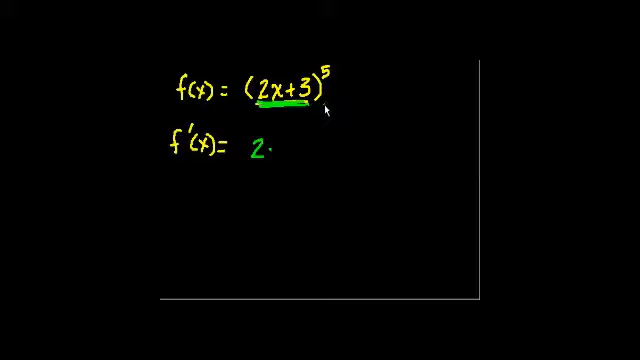 f(x) = (2x+3)^5
f'(x) = 2·